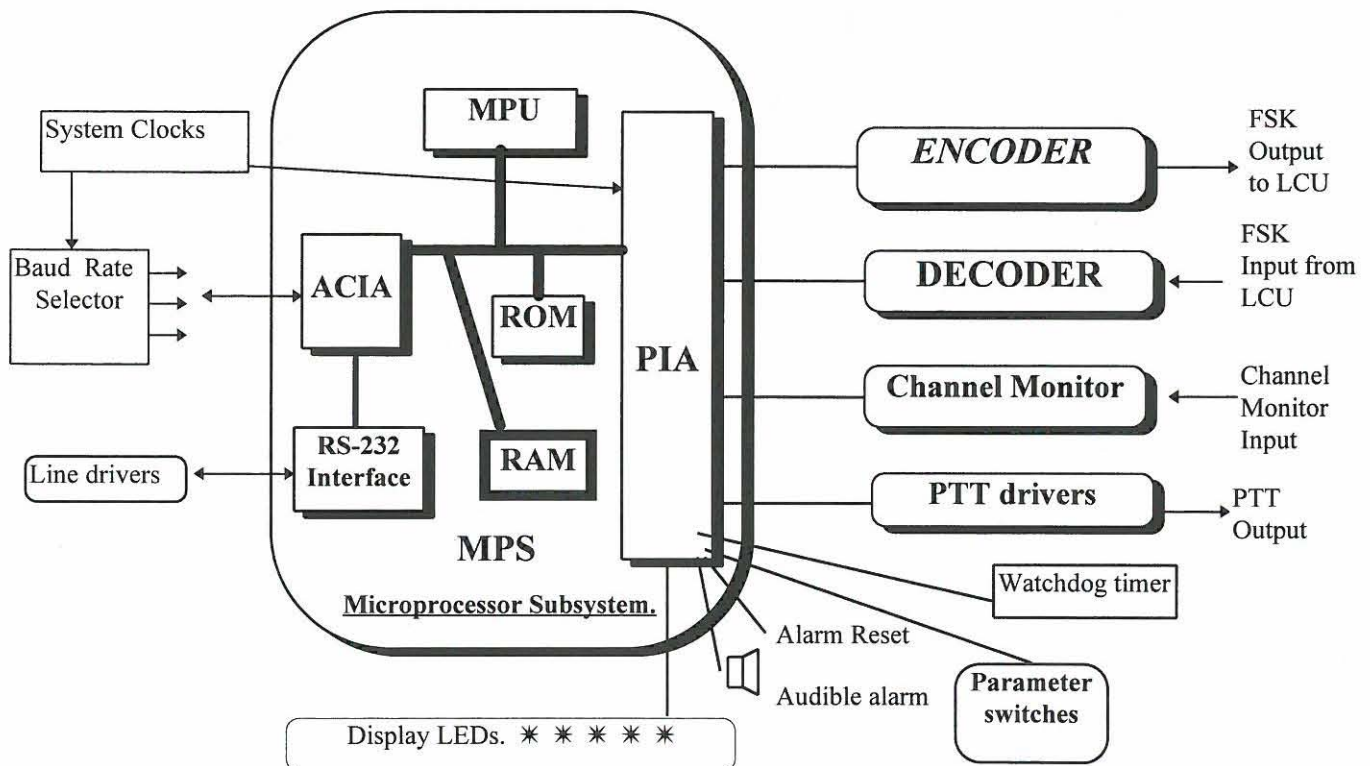 System Clocks
Baud Rate
Selector
Line drivers
MPU
ACIA
ROM
RS-232
Interface
RAM
MPS
Microprocessor Subsystem.
PIA
ENCODER
FSK
Output
to LCU
DECODER
FSK
Input from
LCU
Channel Monitor
Channel
Monitor
Input
PTT drivers
PTT
Output
Watchdog timer
Alarm Reset
Audible alarm
Parameter
switches
Display LEDs.